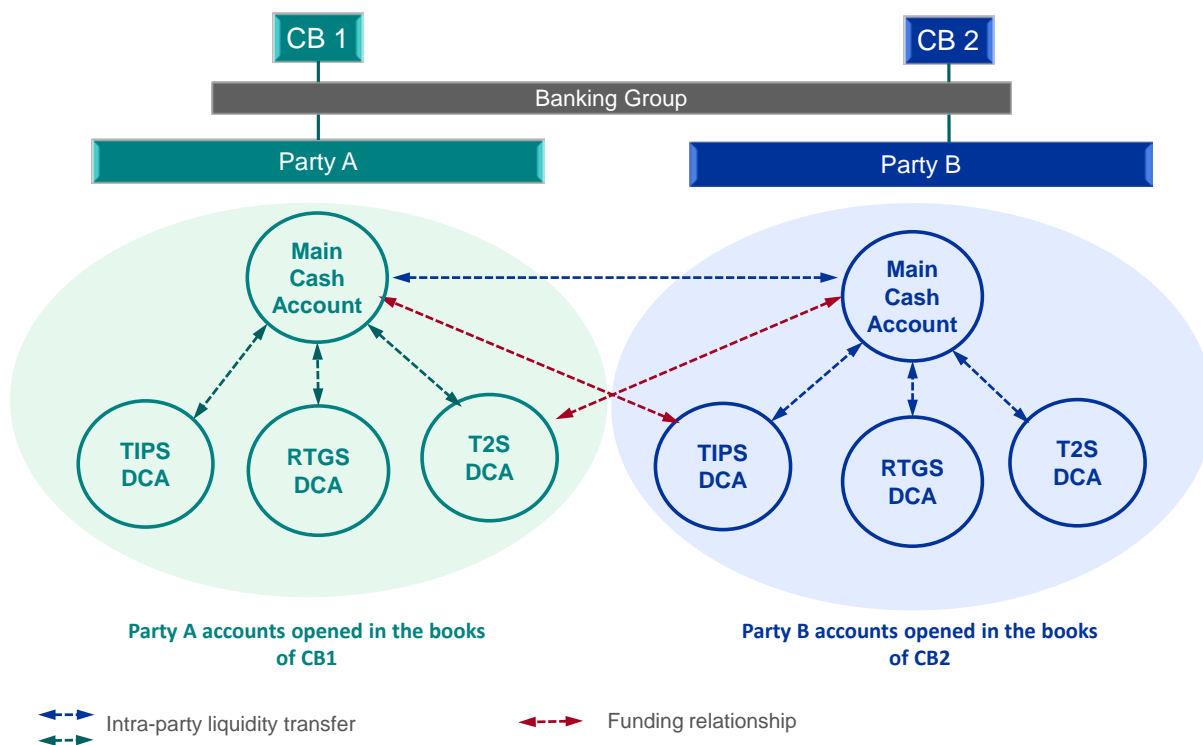 CB 1
CB 2
Banking Group
Party A
Party B
Main
Cash
Account
Main
Cash
Account
TIPS
DCA
RTGS
DCA
T2S
DCA
TIPS
DCA
RTGS
DCA
T2S
DCA
Party A accounts opened in the books
of CB1
Party B accounts opened in the books
of CB2
Intra-party liquidity transfer
Funding relationship